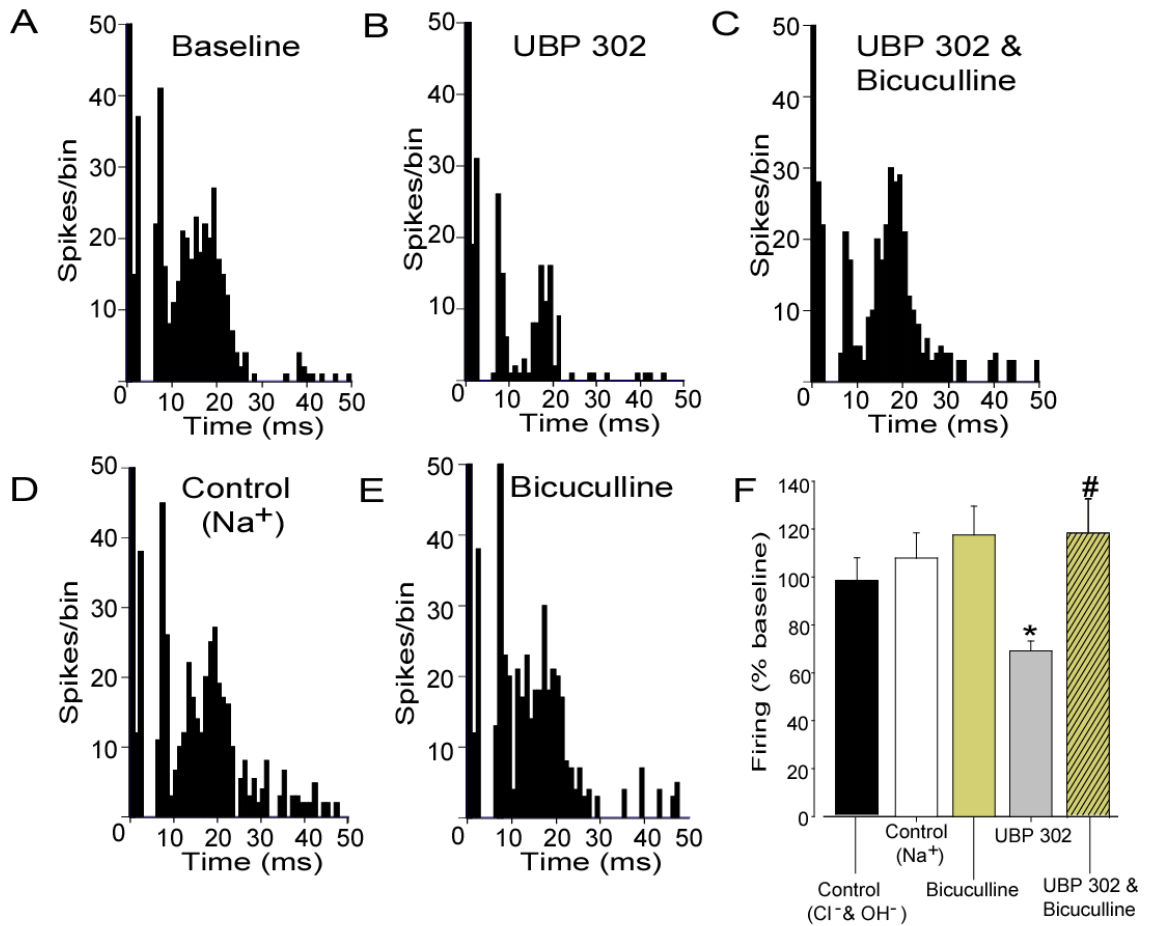 A
Baseline
50
40
30
20
10
Spikes/bin
0 10 20 30 40 50
Time (ms)
B
UBP 302
50
40
30
20
10
Spikes/bin
0 10 20 30 40 50
Time (ms)
C
UBP 302 &
Bicuculline
50
40
30
20
10
Spikes/bin
0 10 20 30 40 50
Time (ms)
D
Control
(Na⁺)
50
40
30
20
10
Spikes/bin
0 10 20 30 40 50
Time (ms)
E
Bicuculline
50
40
30
20
10
Spikes/bin
0 10 20 30 40 50
Time (ms)
F
140
120
100
80
60
40
20
0
Firing (% baseline)
*
#
Control
(Na⁺)
UBP 302
Control
(Cl⁻& OH⁻)
Bicuculline
UBP 302 &
Bicuculline